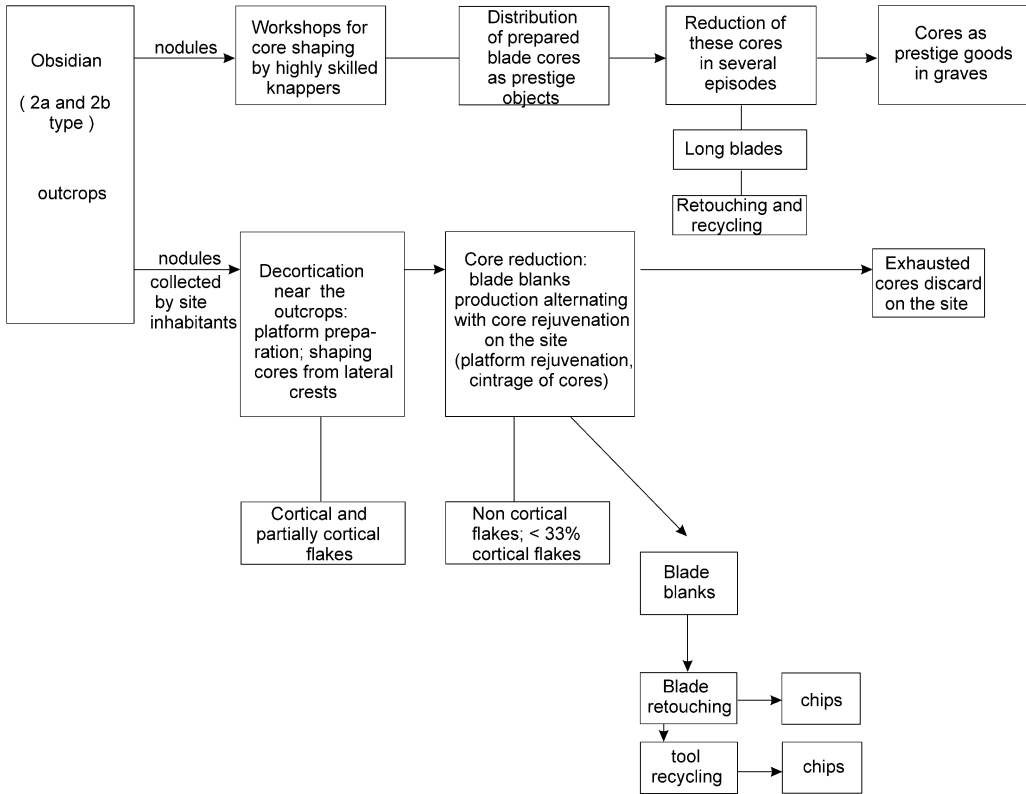 Obsidian
( 2a and 2b
type )
outcrops
nodules
Workshops for
core shaping
by highly skilled
knappers
Distribution
of prepared
blade cores
as prestige
objects
Reduction of
these cores
in several
episodes
Cores as
prestige goods
in graves
Long blades
Retouching and
recycling
nodules
collected
by site
inhabitants
Decortication
near the
outcrops:
platform prepa-
ration; shaping
cores from lateral
crests
Core reduction:
blade blanks
production alternating
with core rejuvenation
on the site
(platform rejuvenation,
cintrage of cores)
Exhausted
cores discard
on the site
Cortical and
partially cortical
flakes
Non cortical
flakes; < 33%
cortical flakes
Blade
blanks
Blade
retouching
chips
tool
recycling
chips